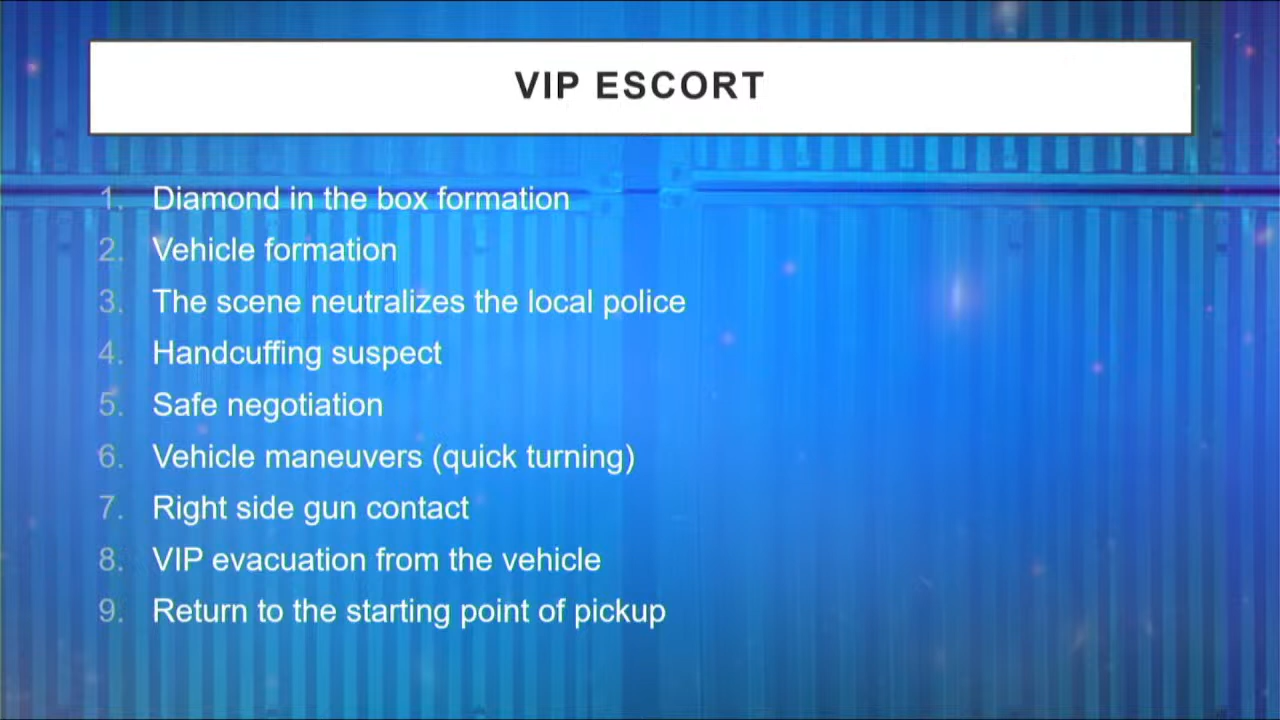 VIP ESCORT
1. Diamond in the box formation
2. Vehicle formation
3. The scene neutralizes the local police
4. Handcuffing suspect
5. Safe negotiation
6. Vehicle maneuvers (quick turning)
7. Right side gun contact
8. VIP evacuation from the vehicle
9. Return to the starting point of pickup